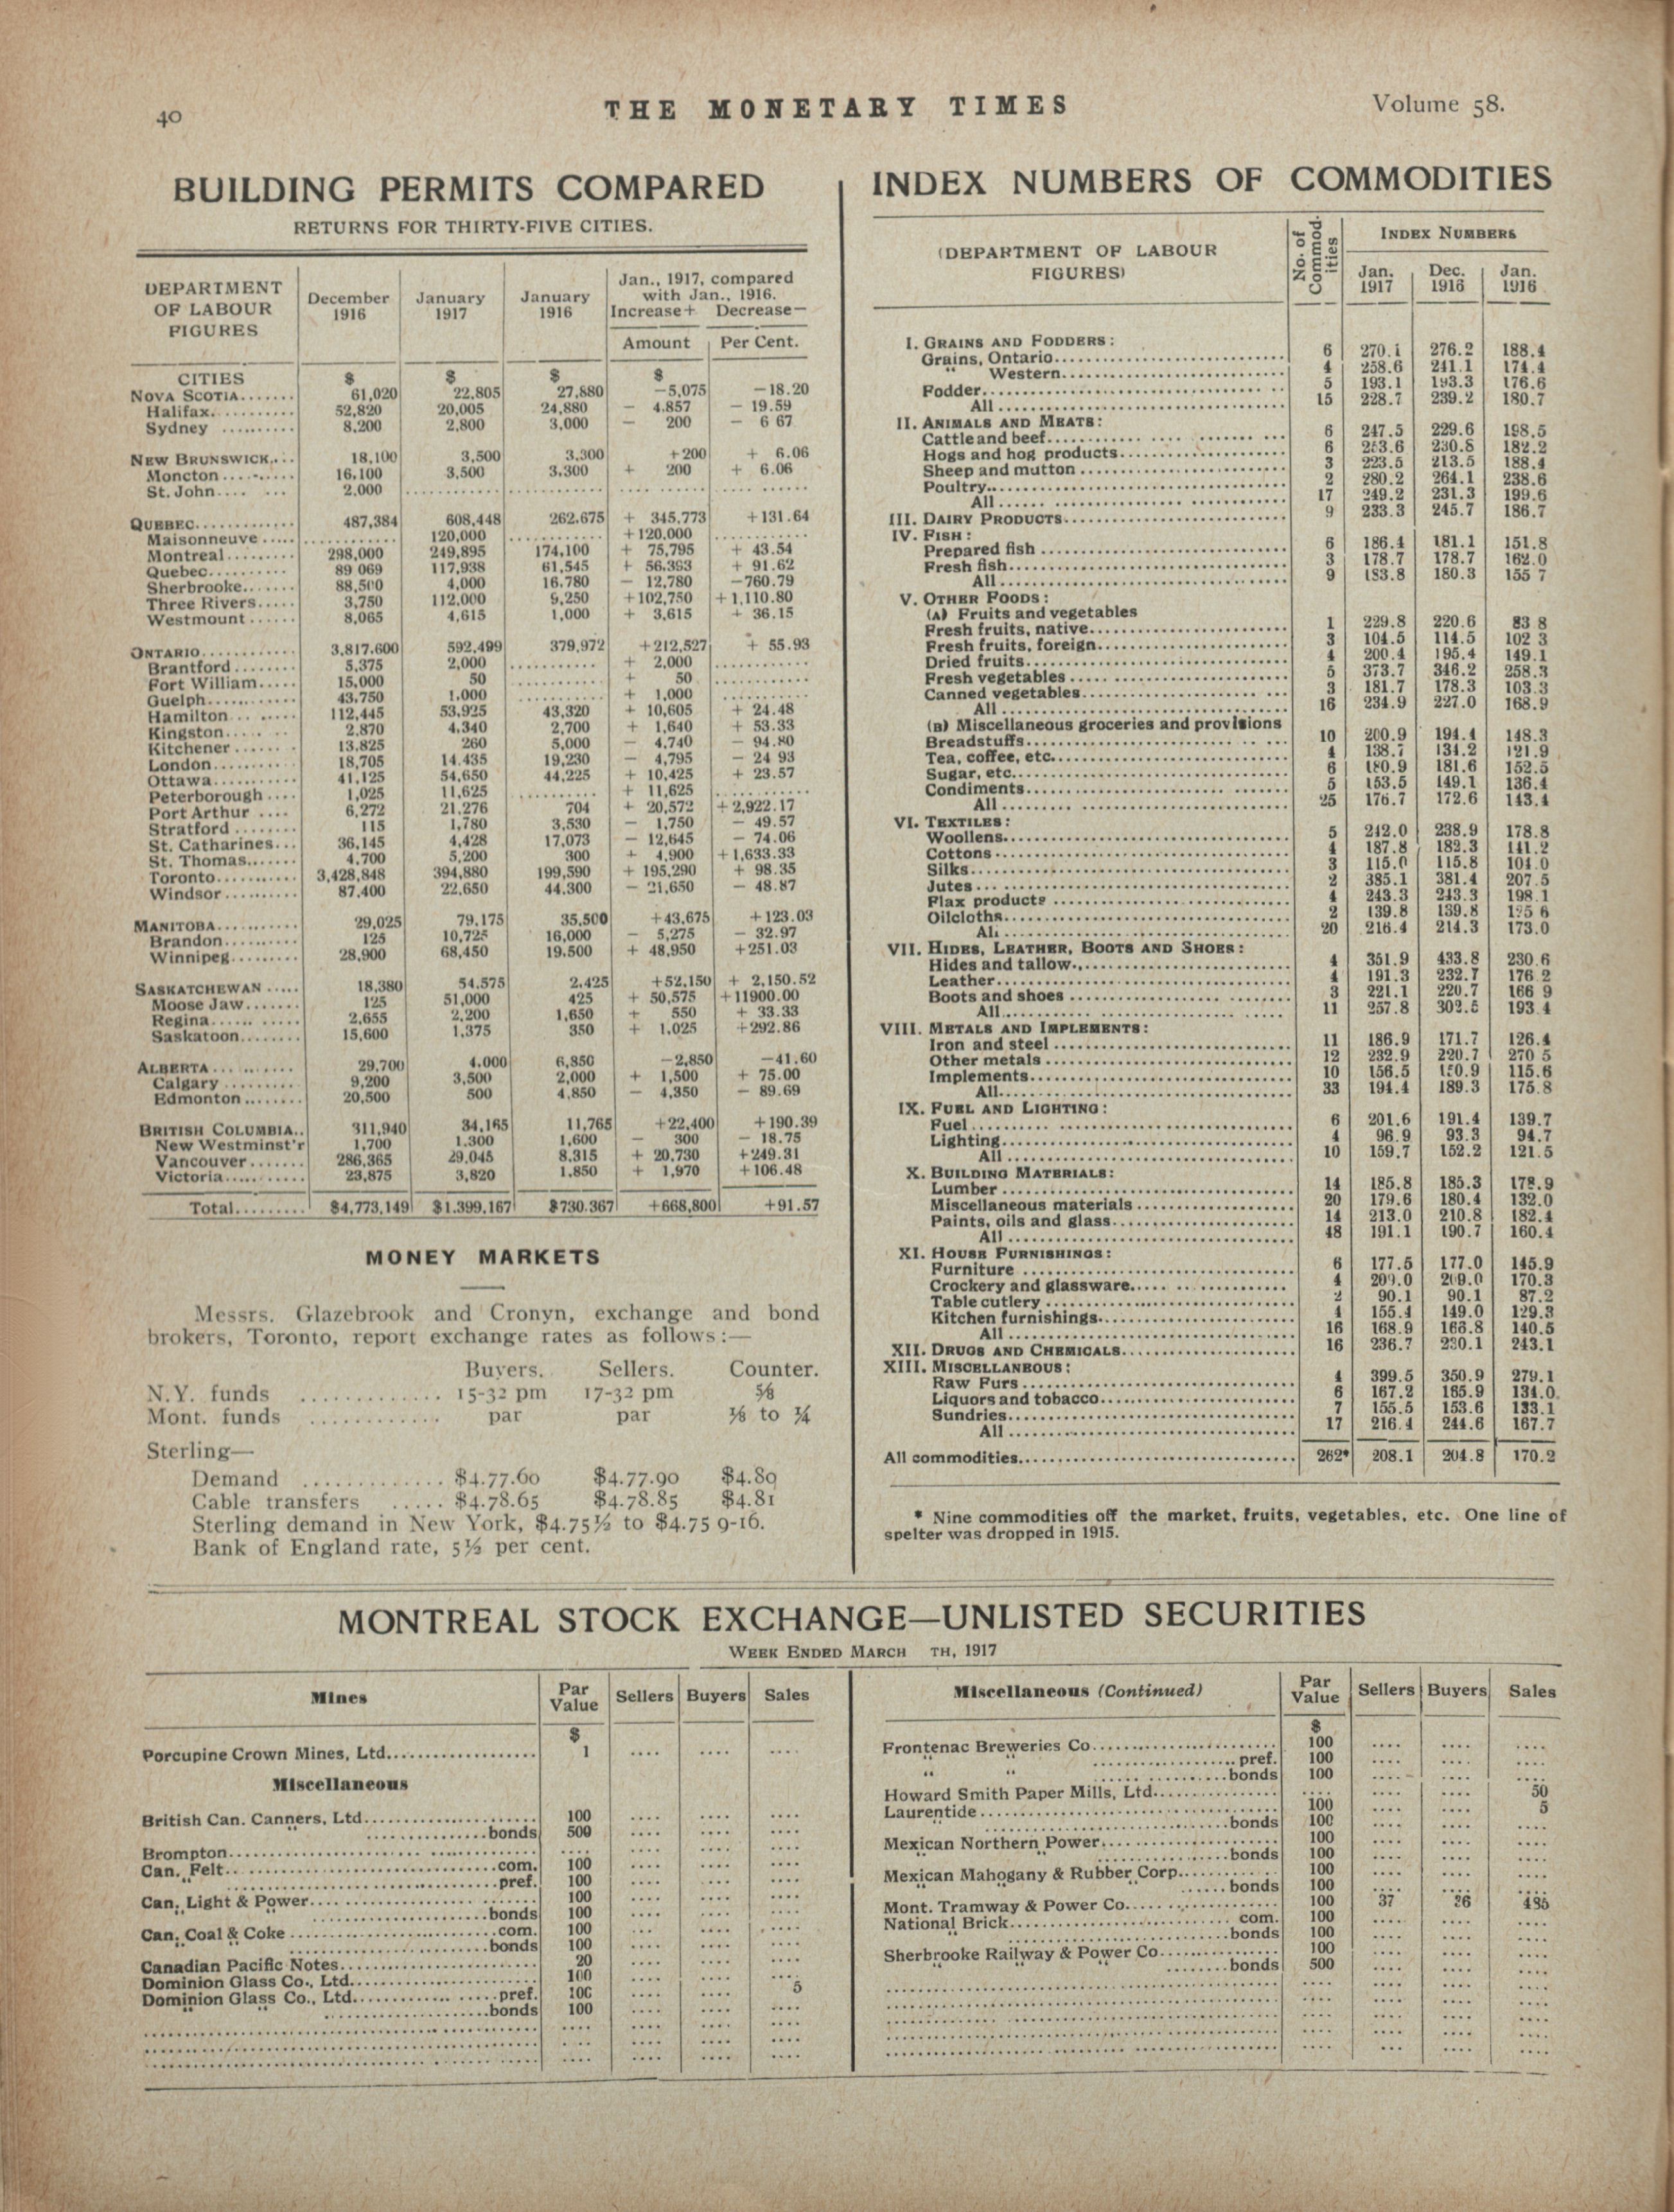 40
THE MONETARY TIMES
Volume 58.
BUILDING PERMITS COMPARED
RETURNS FOR THIRTY-FIVE CITIES.
DEPARTMENT OF LABOUR FIGURES | December 1916 | January 1917 | January 1916 | Jan., 1917, compared with Jan., 1916. Increase+ Decrease—
Amount | Per Cent.
CITIES $ $ $ $
NOVA SCOTIA....... 61,020 22,805 27,880 —5,075 —18.20
Halifax........... 52,820 20,005 24,880 — 4.857 — 19.59
Sydney .......... 8,200 2,800 3,000 — 200 — 6 67
NEW BRUNSWICK.... 18,100 3,500 3,300 +200 + 6.06
Moncton.......... 16,100 3,500 3,300 + 200 + 6.06
St. John.... ... 2,000
QUEBEC............. 487,384 608,448 262,675 + 345,773 +131.64
Maisonneuve ..... 120,000 +120,000
Montreal......... 298,000 249,895 174,100 + 75,795 + 43.54
Quebec.......... 89 069 117,938 61,545 + 56.393 + 91.62
Sherbrooke....... 88,500 4,000 16,780 — 12,780 —760.79
Three Rivers..... 3,750 112,000 9,250 +102,750 +1,110.80
Westmount ...... 8,065 4,615 1,000 + 3,615 + 36.15
ONTARIO............ 3,817,600 592,499 379,972 +212,527 + 55.93
Brantford........ 5,375 2,000 + 2,000
Fort William..... 15,000 50 + 50
Guelph........... 43,750 1,000 + 1,000
Hamilton... ..... 112,445 53,925 43,320 + 10,605 + 24.48
Kingston......... 2,870 4,340 2,700 + 1,640 + 53.33
Kitchener ....... 13,825 260 5,000 — 4,740 — 94.80
London.......... 18,705 14,435 19,230 — 4,795 — 24 93
Ottawa.......... 41,125 54,650 44,225 + 10,425 + 23.57
Peterborough .... 1,025 11,625 + 11,625
Port Arthur .... 6,272 21,276 704 + 20,572 +2,922.17
Stratford ........ 115 1,780 3,530 — 1,750 — 49.57
St. Catharines... 36,145 4,428 17,073 — 12,645 — 74.06
St. Thomas....... 4,700 5,200 300 + 4,900 +1,633.33
Toronto........... 3,428,848 394,880 199,590 + 195,290 + 98.35
Windsor.......... 87,400 22,650 44,300 — 21,650 — 48.87
MANITOBA........... 29,025 79,175 35,500 +43,675 +123.03
Brandon.......... 125 10,725 16,000 — 5,275 — 32.97
Winnipeg......... 28,900 68,450 19,500 + 48,950 +251.03
SASKATCHEWAN ..... 18,380 54,575 2,425 +52,150 + 2,150.52
Moose Jaw....... 125 51,000 425 + 50,575 +11900.00
Regina........... 2,655 2,200 1,650 + 550 + 33.33
Saskatoon........ 15,600 1,375 350 + 1,025 +292.86
ALBERTA............ 29,700 4,000 6,850 —2,850 —41.60
Calgary .......... 9,200 3,500 2,000 + 1,500 + 75.00
Edmonton........ 20,500 500 4,850 — 4,350 — 89.69
BRITISH COLUMBIA.. 311,940 34,165 11,765 +22,400 +190.39
New Westminst'r 1,700 1,300 1,600 — 300 — 18.75
Vancouver....... 286,365 29,045 8,315 + 20,730 +249.31
Victoria........... 23,875 3,820 1,850 + 1,970 +106.48
Total......... $4,773,149 $1,399,167 $730,367 +668,800 +91.57
MONEY MARKETS
Messrs. Glazebrook and Cronyn, exchange and bond
brokers, Toronto, report exchange rates as follows:—
Buyers. Sellers. Counter.
N.Y. funds ............. 15-32 pm 17-32 pm ⅝
Mont. funds ............ par par ⅛ to ¼
Sterling—
Demand ............. $4.77.60 $4.77.90 $4.89
Cable transfers ..... $4.78.65 $4.78.85 $4.81
Sterling demand in New York, $4.75½ to $4.75 9-16.
Bank of England rate, 5½ per cent.
INDEX NUMBERS OF COMMODITIES
(DEPARTMENT OF LABOUR FIGURES) | No. of Commodities | INDEX NUMBERS
Jan. 1917 | Dec. 1916 | Jan. 1916
I. GRAINS AND FODDERS:
Grains, Ontario........ 6 270.1 276.2 188.4
" Western........ 4 258.6 241.1 174.4
Fodder........ 5 193.1 193.3 176.6
All........ 15 228.7 239.2 180.7
II. ANIMALS AND MEATS:
Cattle and beef........ 6 247.5 229.6 198.5
Hogs and hog products........ 6 253.6 230.8 182.2
Sheep and mutton........ 3 223.5 213.5 188.4
Poultry........ 2 280.2 264.1 238.6
All........ 17 249.2 231.3 199.6
III. DAIRY PRODUCTS........ 9 233.3 245.7 186.7
IV. FISH:
Prepared fish ........ 6 186.4 181.1 151.8
Fresh fish........ 3 178.7 178.7 162.0
All........ 9 183.8 180.3 155 7
V. OTHER FOODS:
(A) Fruits and vegetables
Fresh fruits, native........ 1 229.8 220.6 83 8
Fresh fruits, foreign........ 3 104.5 114.5 102 3
Dried fruits........ 4 200.4 195.4 149.1
Fresh vegetables ........ 5 373.7 346.2 258.3
Canned vegetables........ 3 181.7 178.3 103.3
All........ 16 234.9 227.0 168.9
(B) Miscellaneous groceries and provisions
Breadstuffs........ 10 200.9 194.4 148.3
Tea, coffee, etc........ 4 138.7 131.2 121.9
Sugar, etc........ 6 180.9 181.6 152.5
Condiments........ 5 153.5 149.1 136.4
All........ 25 176.7 172.6 143.4
VI. TEXTILES:
Woollens........ 5 242.0 238.9 178.8
Cottons........ 4 187.8 182.3 141.2
Silks........ 3 115.0 115.8 104.0
Jutes........ 2 385.1 381.4 207.5
Flax products ........ 4 243.3 243.3 198.1
Oilcloths........ 2 139.8 139.8 125 6
All........ 20 216.4 214.3 173.0
VII. HIDES, LEATHER, BOOTS AND SHOES:
Hides and tallow........ 4 351.9 433.8 230.6
Leather........ 4 191.3 232.7 176 2
Boots and shoes ........ 3 221.1 220.7 166 9
All........ 11 257.8 302.5 193 4
VIII. METALS AND IMPLEMENTS:
Iron and steel ........ 11 186.9 171.7 126.4
Other metals ........ 12 232.9 220.7 270 5
Implements........ 10 156.5 150.9 115.6
All........ 33 194.4 189.3 175.8
IX. FUEL AND LIGHTING:
Fuel........ 6 201.6 191.4 139.7
Lighting........ 4 96.9 93.3 94.7
All........ 10 159.7 152.2 121.5
X. BUILDING MATERIALS:
Lumber ........ 14 185.8 185.3 178.9
Miscellaneous materials ........ 20 179.6 180.4 132.0
Paints, oils and glass........ 14 213.0 210.8 182.4
All........ 48 191.1 190.7 160.4
XI. HOUSE FURNISHINGS:
Furniture ........ 6 177.5 177.0 145.9
Crockery and glassware........ 4 209.0 209.0 170.3
Table cutlery ........ 2 90.1 90.1 87.2
Kitchen furnishings........ 4 155.4 149.0 129.3
All........ 16 168.9 166.8 140.5
XII. DRUGS AND CHEMICALS........ 16 236.7 230.1 243.1
XIII. MISCELLANEOUS:
Raw Furs........ 4 399.5 350.9 279.1
Liquors and tobacco........ 6 167.2 165.9 134.0
Sundries........ 7 155.5 153.6 133.1
All........ 17 216.4 244.6 167.7
All commodities........ 262* 208.1 204.8 170.2
* Nine commodities off the market, fruits, vegetables, etc. One line of
spelter was dropped in 1915.
MONTREAL STOCK EXCHANGE—UNLISTED SECURITIES
WEEK ENDED MARCH TH, 1917
Mines | Par Value | Sellers | Buyers | Sales
$
Porcupine Crown Mines, Ltd........ 1 .... .... ....
Miscellaneous
British Can. Canners, Ltd........ 100 .... .... ....
" ........bonds 500 .... .... ....
Brompton........ .... .... .... ....
Can. Felt........com. 100 .... .... ....
" ........pref. 100 .... .... ....
Can. Light & Power........ 100 .... .... ....
" " ........bonds 100 .... .... ....
Can. Coal & Coke ........com. 100 .... .... ....
" " ........bonds 100 .... .... ....
Canadian Pacific Notes........ 20 .... .... ....
Dominion Glass Co., Ltd........ 100 .... .... ....
Dominion Glass Co., Ltd........pref. 100 .... .... 5
" " ........bonds 100 .... .... ....
Miscellaneous (Continued) | Par Value | Sellers | Buyers | Sales
$
Frontenac Breweries Co........ 100 .... .... ....
" " ........pref. 100 .... .... ....
" " ........bonds 100 .... .... ....
Howard Smith Paper Mills, Ltd........ .... .... .... 50
Laurentide........ 100 .... .... 5
" ........bonds 100 .... .... ....
Mexican Northern Power........ 100 .... .... ....
" " ........bonds 100 .... .... ....
Mexican Mahogany & Rubber Corp........ 100 .... .... ....
" " " ........bonds 100 .... .... ....
Mont. Tramway & Power Co........ 100 37 36 485
National Brick........com. 100 .... .... ....
" ........bonds 100 .... .... ....
Sherbrooke Railway & Power Co........ 100 .... .... ....
" " " ........bonds 500 .... .... ....